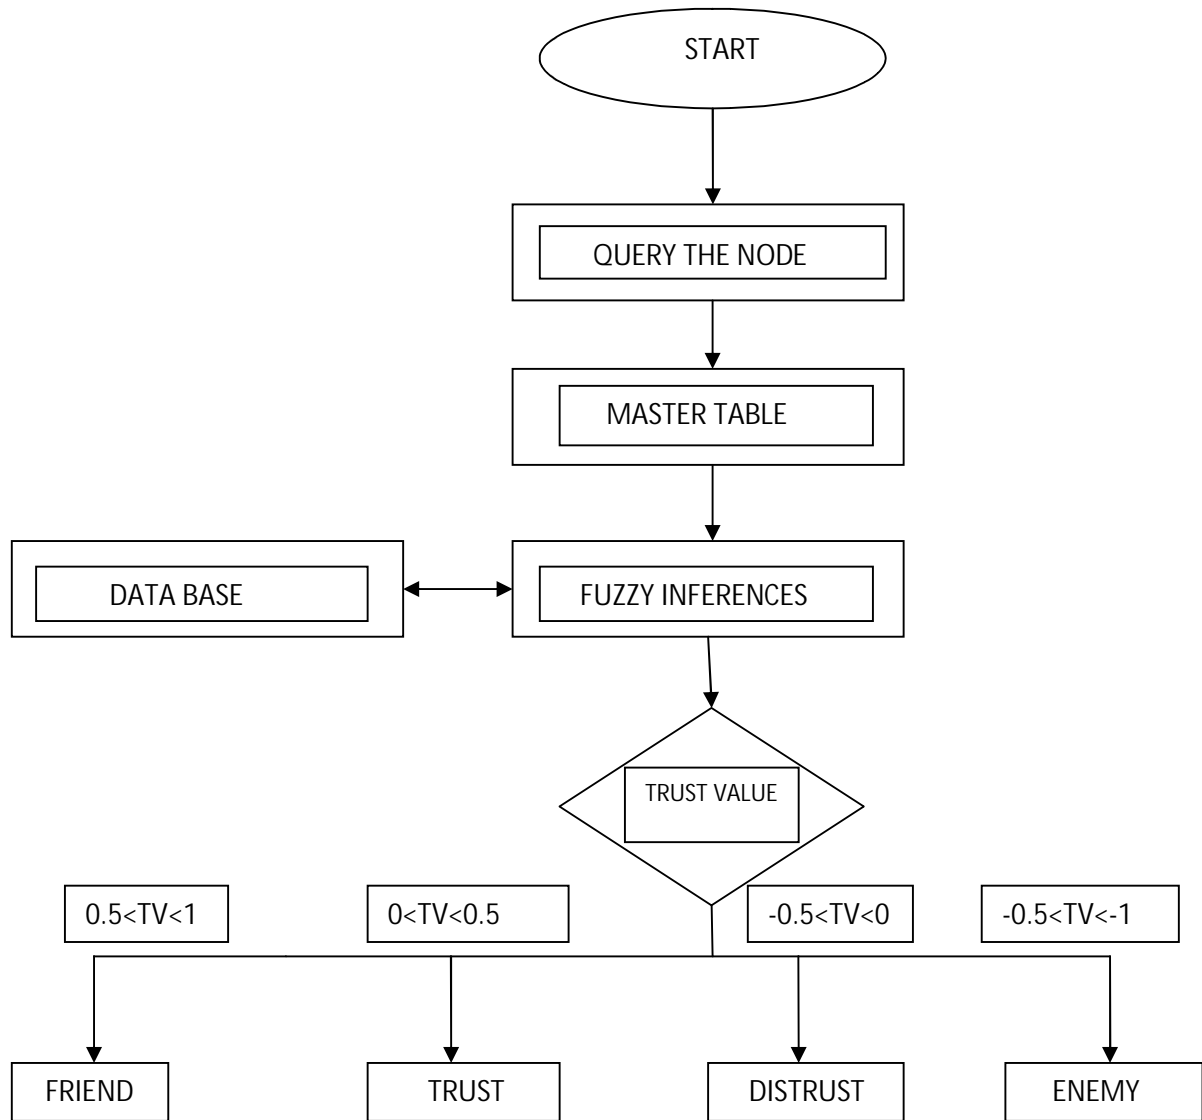 START
QUERY THE NODE
MASTER TABLE
DATA BASE
FUZZY INFERENCES
TRUST VALUE
0.5<TV<1
0<TV<0.5
-0.5<TV<0
-0.5<TV<-1
FRIEND
TRUST
DISTRUST
ENEMY